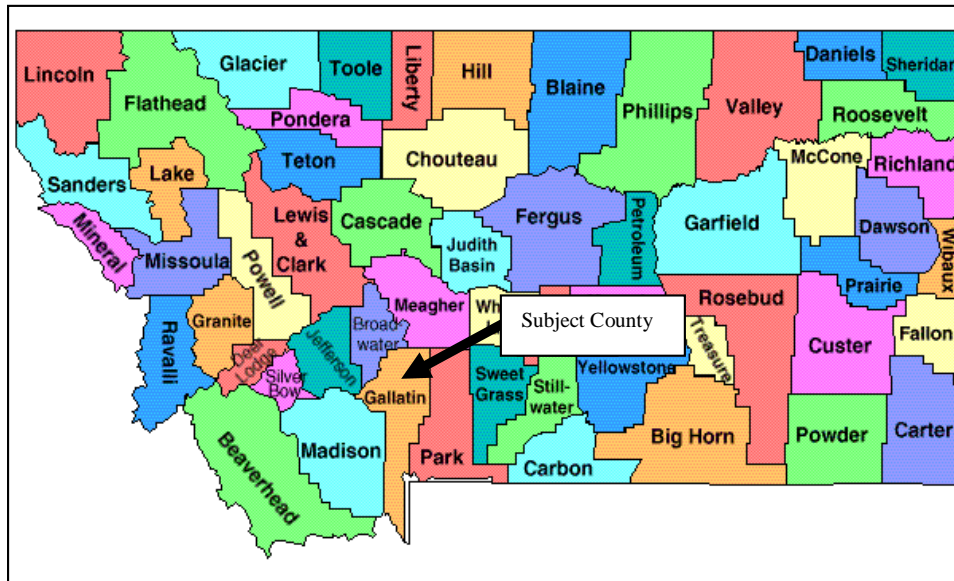 Lincoln
Flathead
Glacier
Toole
Liberty
Hill
Blaine
Phillips
Valley
Daniels
Sheridan
Roosevelt
Pondera
Teton
Chouteau
McCone
Richland
Sanders
Lake
Lewis
&
Clark
Cascade
Judith
Basin
Fergus
Petroleum
Garfield
Dawson
Wibaux
Mineral
Missoula
Powell
Meagher
Prairie
Ravalli
Granite
Deer
Lodge
Silver
Bow
Jefferson
Broad-
water
Wh
Subject County
Rosebud
Treasure
Custer
Fallon
Gallatin
Sweet
Grass
Still-
water
Yellowstone
Beaverhead
Madison
Park
Carbon
Big Horn
Powder
Carter